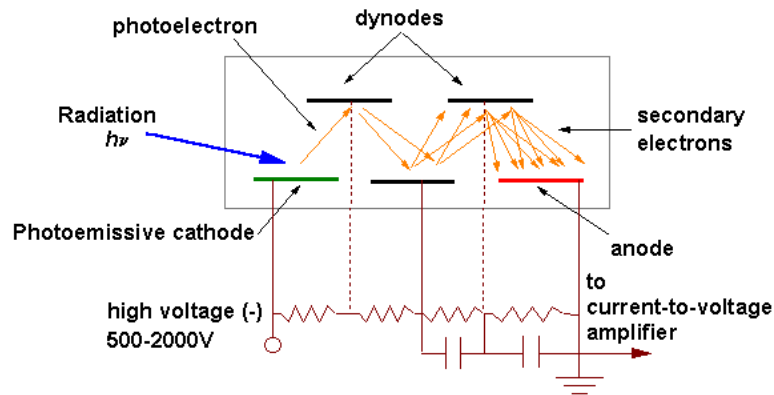 dynodes
photoelectron
Radiation
hν
secondary
electrons
Photoemissive cathode
anode
to
current-to-voltage
amplifier
high voltage (-)
500-2000V